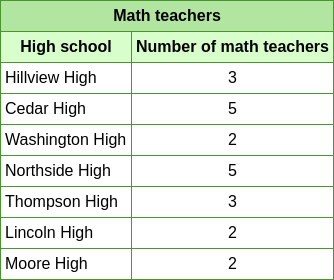 Math teachers
High school Number of math teachers
Hillview High 3
Cedar High 5
Washington High 2
Northside High 5
Thompson High 3
Lincoln High 2
Moore High 2